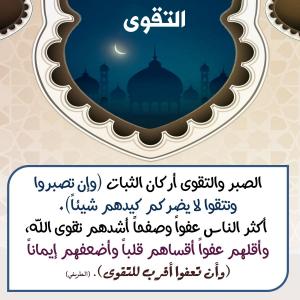 التقوى
الصبر والتقوى أركان الثبات (وإن تصبروا
وتتقوا لا يضركم كيدهم شيئاً).
أكثر الناس عفواً وصفحاً أشدهم تقوى الله،
وأقلهم عفواً أقساهم قلباً وأضعفهم إيماناً
(وأن تعفوا أقرب للتقوى). (الطريفي)